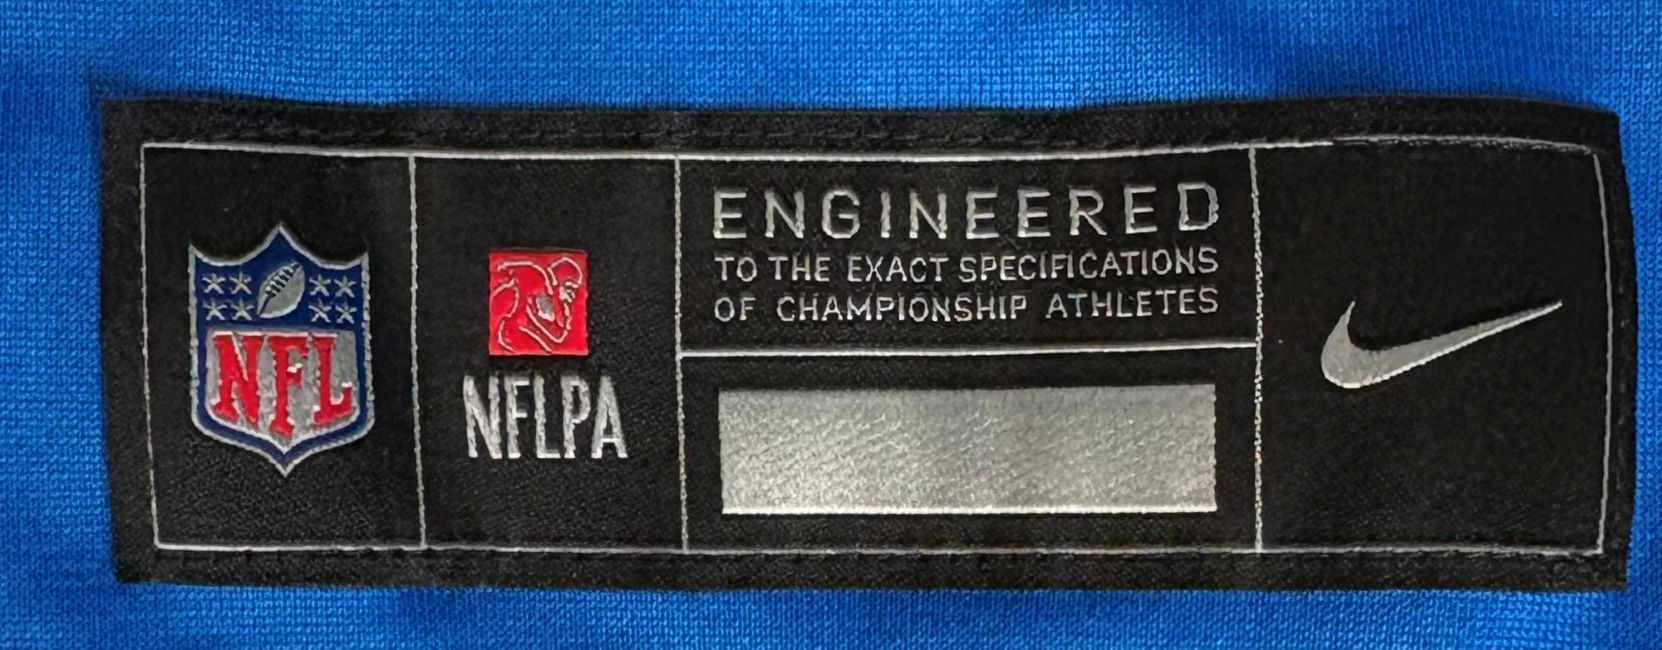 NFL
NFLPA
ENGINEERED
TO THE EXACT SPECIFICATIONS
OF CHAMPIONSHIP ATHLETES